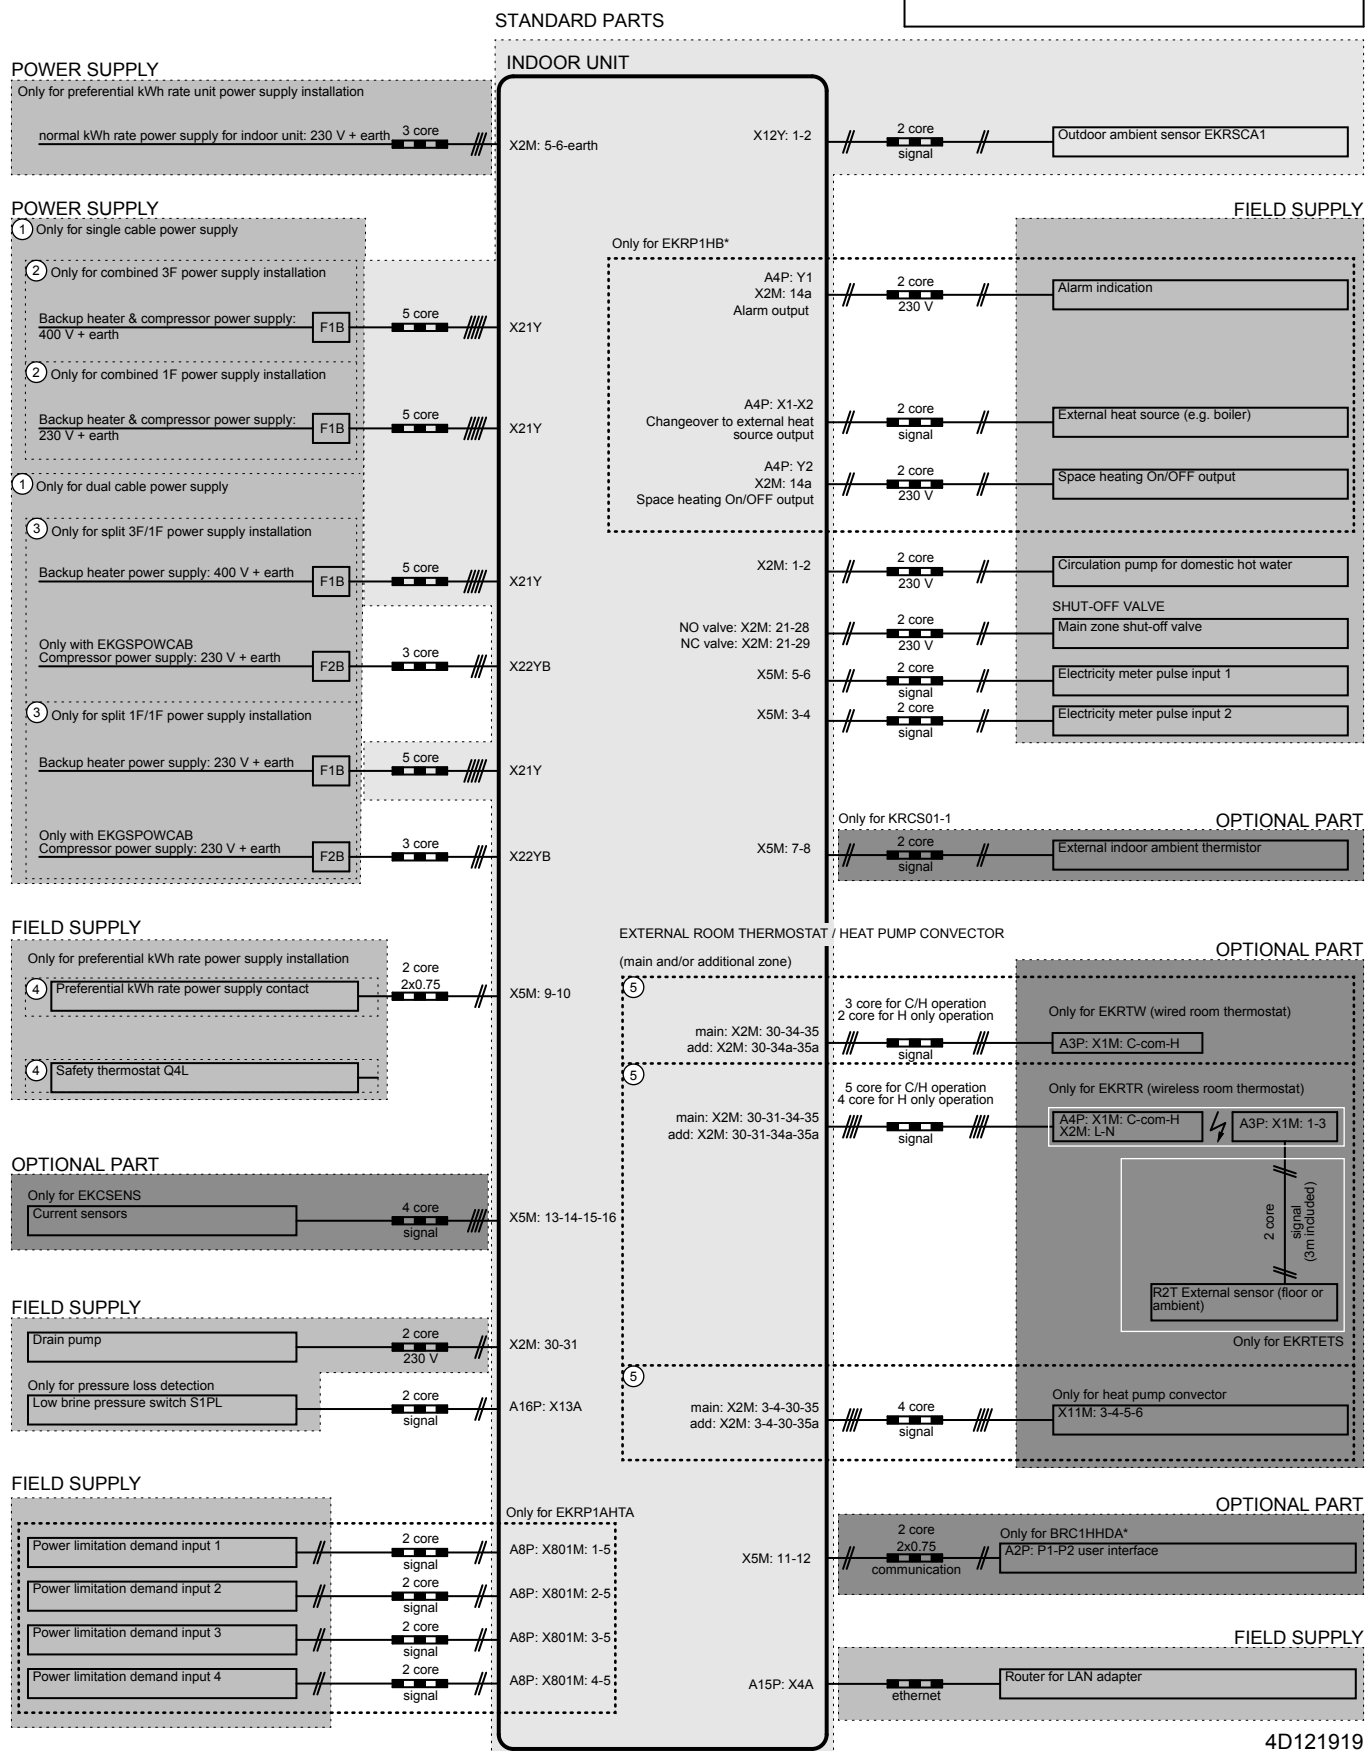 STANDARD PARTS
POWER SUPPLY
Only for preferential kWh rate unit power supply installation
normal kWh rate power supply for indoor unit: 230 V + earth
3 core
POWER SUPPLY
1 Only for single cable power supply
2 Only for combined 3F power supply installation
Backup heater & compressor power supply:
400 V + earth
F1B
5 core
2 Only for combined 1F power supply installation
Backup heater & compressor power supply:
230 V + earth
F1B
5 core
1 Only for dual cable power supply
3 Only for split 3F/1F power supply installation
Backup heater power supply: 400 V + earth
F1B
5 core
Only with EKGSPOWCAB
Compressor power supply: 230 V + earth
F2B
3 core
3 Only for split 1F/1F power supply installation
Backup heater power supply: 230 V + earth
F1B
5 core
Only with EKGSPOWCAB
Compressor power supply: 230 V + earth
F2B
3 core
FIELD SUPPLY
Only for preferential kWh rate power supply installation
4 Preferential kWh rate power supply contact
2 core
2x0.75
4 Safety thermostat Q4L
OPTIONAL PART
Only for EKCSENS
Current sensors
4 core
signal
FIELD SUPPLY
Drain pump
2 core
230 V
Only for pressure loss detection
Low brine pressure switch S1PL
2 core
signal
FIELD SUPPLY
Power limitation demand input 1
2 core
signal
Power limitation demand input 2
2 core
signal
Power limitation demand input 3
2 core
signal
Power limitation demand input 4
2 core
signal
INDOOR UNIT
X2M: 5-6-earth
X21Y
X21Y
X21Y
X22YB
X21Y
X22YB
X5M: 9-10
X5M: 13-14-15-16
X2M: 30-31
A16P: X13A
Only for EKRP1AHTA
A8P: X801M: 1-5
A8P: X801M: 2-5
A8P: X801M: 3-5
A8P: X801M: 4-5
X12Y: 1-2
2 core
signal
Outdoor ambient sensor EKRSCA1
FIELD SUPPLY
Only for EKRP1HB*
A4P: Y1
X2M: 14a
Alarm output
2 core
230 V
Alarm indication
A4P: X1-X2
Changeover to external heat
source output
2 core
signal
External heat source (e.g. boiler)
A4P: Y2
X2M: 14a
Space heating On/OFF output
2 core
230 V
Space heating On/OFF output
X2M: 1-2
2 core
230 V
Circulation pump for domestic hot water
SHUT-OFF VALVE
NO valve: X2M: 21-28
NC valve: X2M: 21-29
2 core
230 V
Main zone shut-off valve
X5M: 5-6
2 core
signal
Electricity meter pulse input 1
X5M: 3-4
2 core
signal
Electricity meter pulse input 2
Only for KRCS01-1
OPTIONAL PART
X5M: 7-8
2 core
signal
External indoor ambient thermistor
EXTERNAL ROOM THERMOSTAT / HEAT PUMP CONVECTOR
(main and/or additional zone)
OPTIONAL PART
5
main: X2M: 30-34-35
add: X2M: 30-34a-35a
3 core for C/H operation
2 core for H only operation
signal
Only for EKRTW (wired room thermostat)
A3P: X1M: C-com-H
5
main: X2M: 30-31-34-35
add: X2M: 30-31-34a-35a
5 core for C/H operation
4 core for H only operation
signal
Only for EKRTR (wireless room thermostat)
A4P: X1M: C-com-H
X2M: L-N
A3P: X1M: 1-3
2 core
signal
(3m included)
R2T External sensor (floor or
ambient)
Only for EKRTETS
5
main: X2M: 3-4-30-35
add: X2M: 3-4-30-35a
4 core
signal
Only for heat pump convector
X11M: 3-4-5-6
OPTIONAL PART
X5M: 11-12
2 core
2x0.75
communication
Only for BRC1HHDA*
A2P: P1-P2 user interface
FIELD SUPPLY
A15P: X4A
ethernet
Router for LAN adapter
4D121919